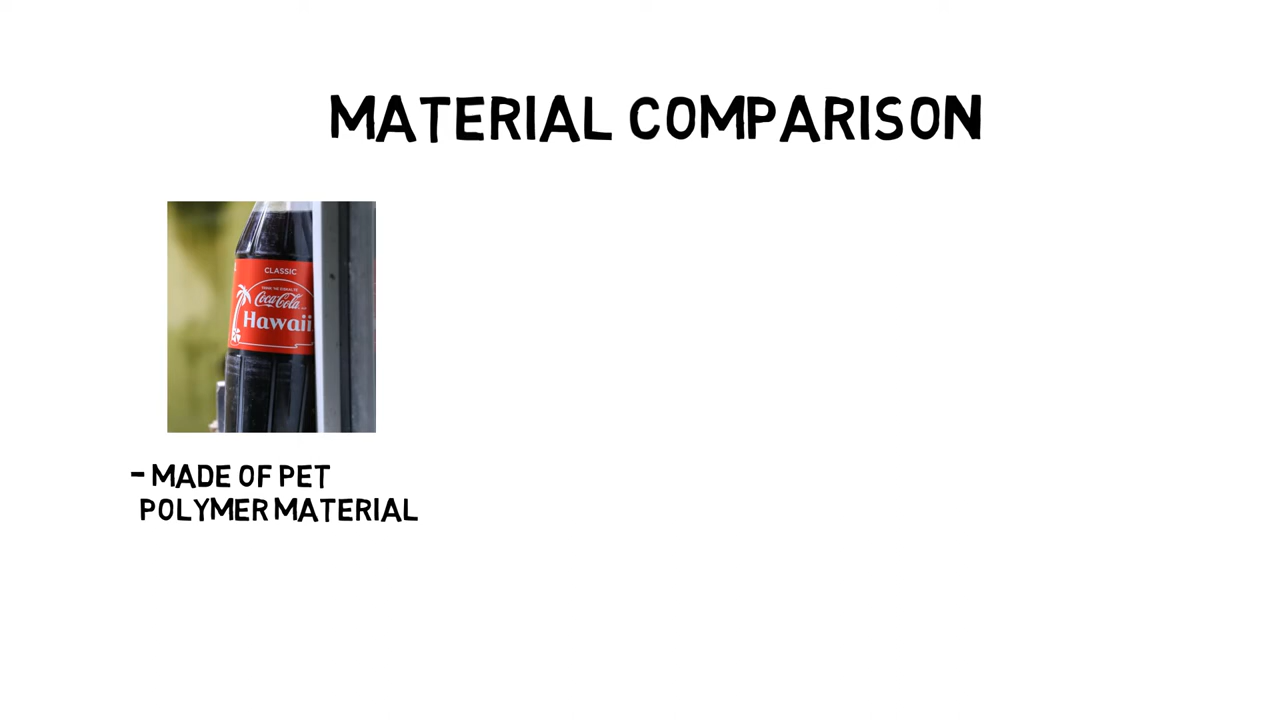 MATERIAL COMPARISON
CLASSIC
Coca-Cola
Hawaii
- MADE OF PET
POLYMER MATERIAL